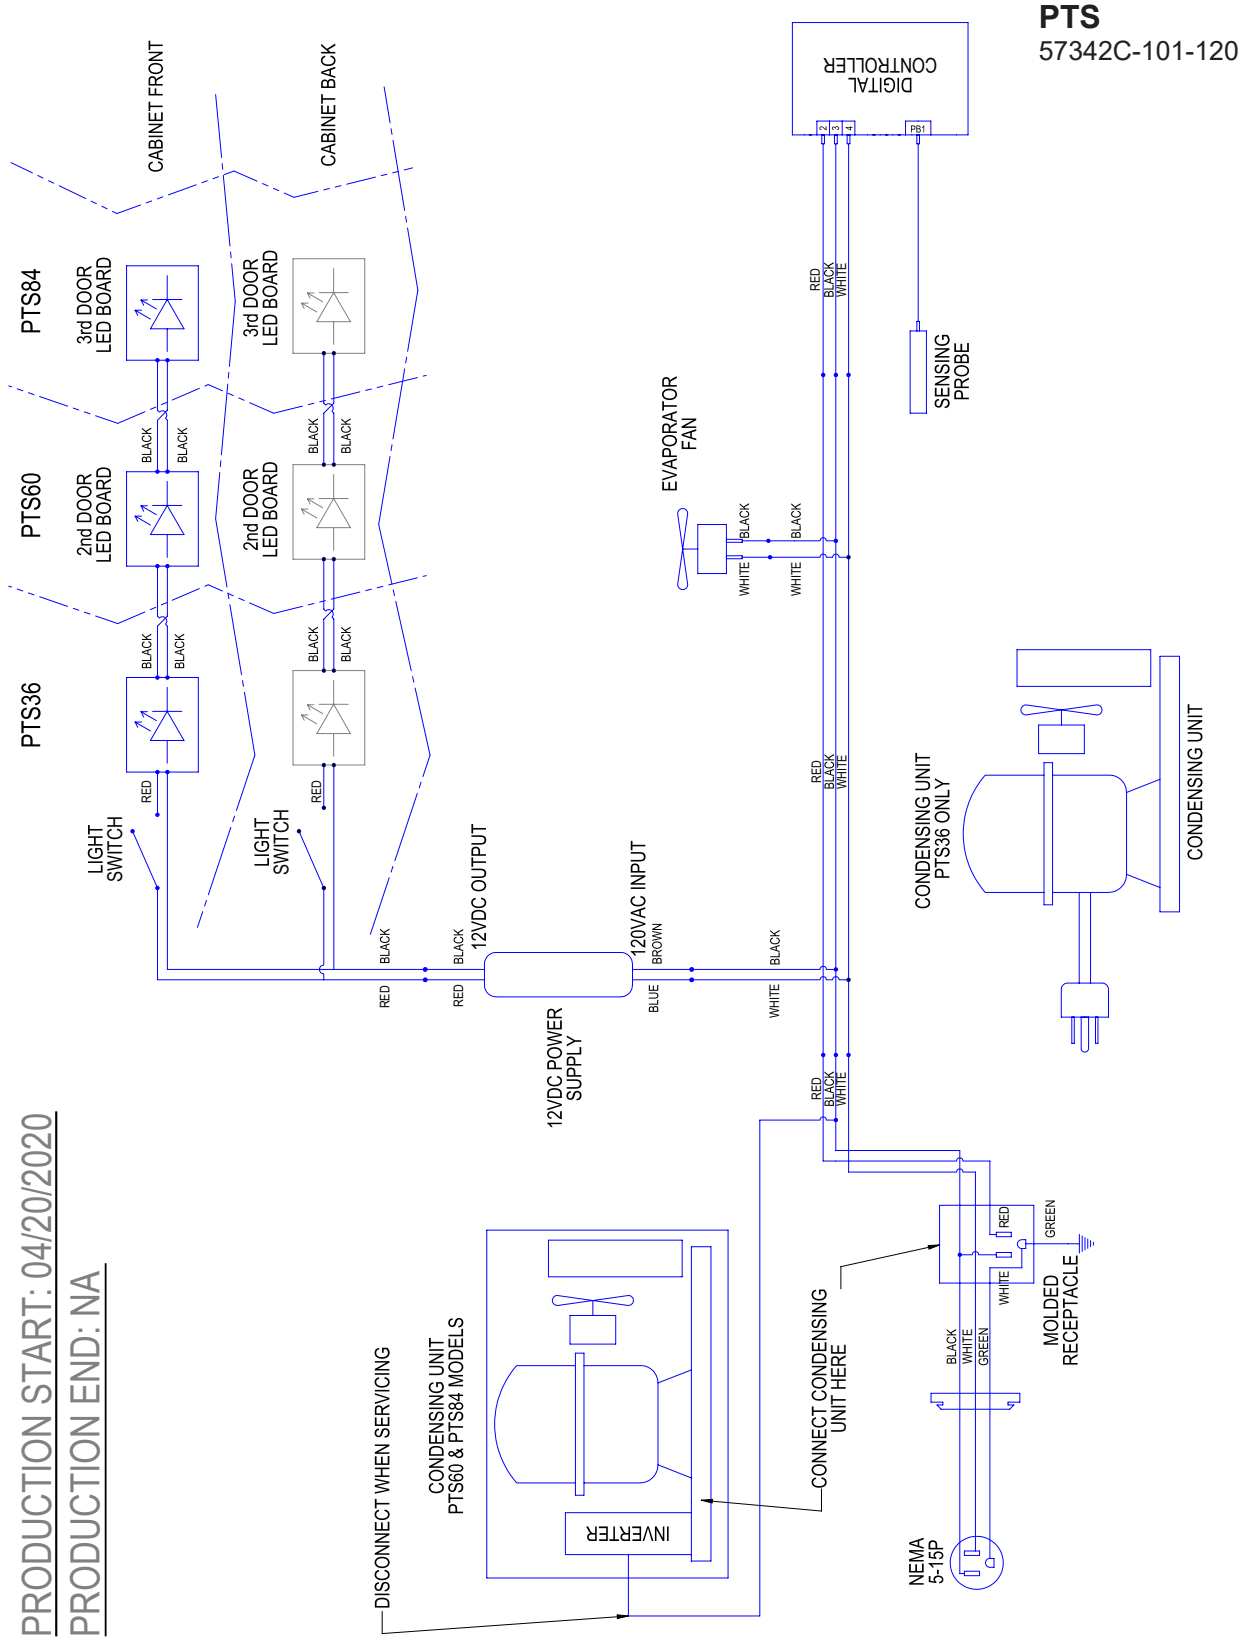 PTS
57342C-101-120
PRODUCTION START: 04/20/2020
PRODUCTION END: NA
PTS36
PTS60
PTS84
CABINET FRONT
CABINET BACK
LIGHT
SWITCH
RED
BLACK
BLACK
2nd DOOR
LED BOARD
BLACK
BLACK
3rd DOOR
LED BOARD
LIGHT
SWITCH
RED
BLACK
BLACK
2nd DOOR
LED BOARD
BLACK
BLACK
3rd DOOR
LED BOARD
RED
BLACK
RED
BLACK
12VDC OUTPUT
12VDC POWER
SUPPLY
120VAC INPUT
BLUE
BROWN
WHITE
BLACK
EVAPORATOR
FAN
WHITE
BLACK
WHITE
BLACK
DIGITAL
CONTROLLER
2
3
4
PB1
SENSING
PROBE
RED
BLACK
WHITE
RED
BLACK
WHITE
RED
BLACK
WHITE
DISCONNECT WHEN SERVICING
CONDENSING UNIT
PTS60 & PTS84 MODELS
INVERTER
CONNECT CONDENSING
UNIT HERE
CONDENSING UNIT
PTS36 ONLY
CONDENSING UNIT
NEMA
5-15P
BLACK
WHITE
GREEN
WHITE
RED
GREEN
MOLDED
RECEPTACLE